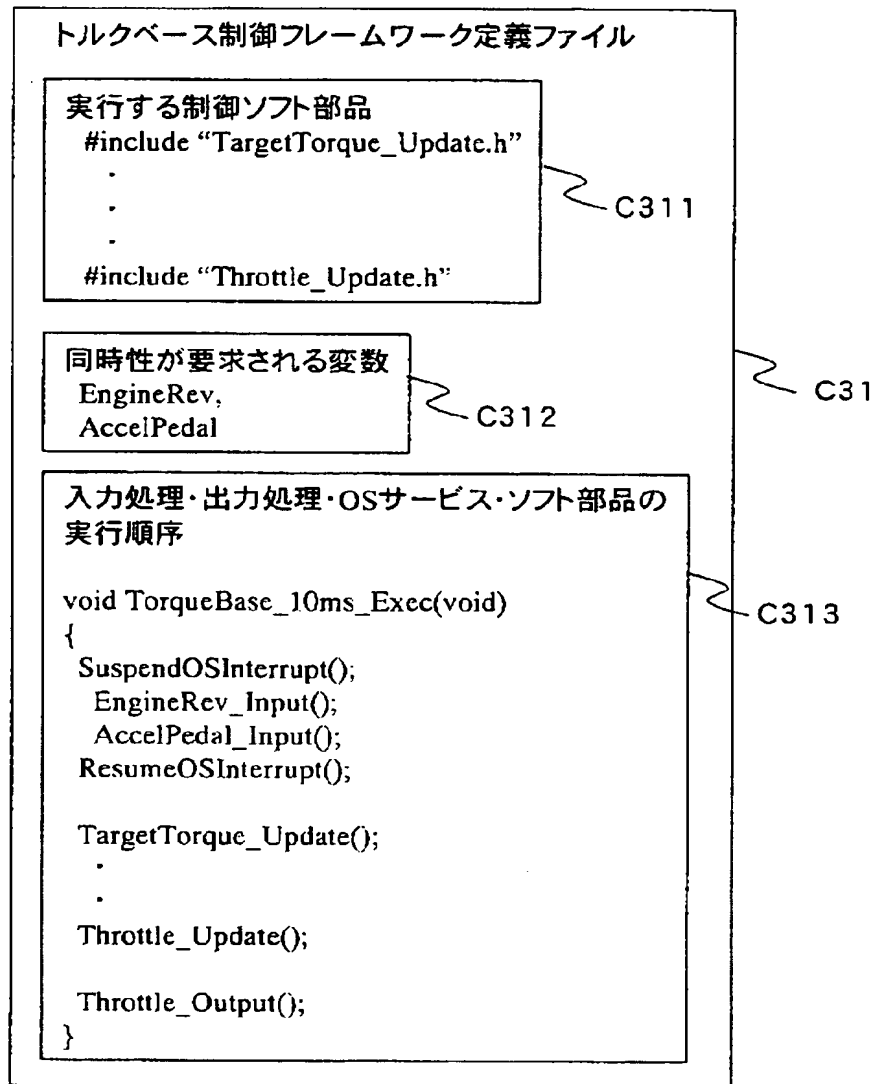 トルクベース制御フレームワーク定義ファイル
実行する制御ソフト部品
#include “TargetTorque_Update.h”
・
・
・
#include “Throttle_Update.h”
C311
同時性が要求される変数
EngineRev,
AccelPedal
C312
C31
入力処理・出力処理・OSサービス・ソフト部品の
実行順序
void TorqueBase_10ms_Exec(void)
{
SuspendOSInterrupt();
EngineRev_Input();
AccelPedal_Input();
ResumeOSInterrupt();
TargetTorque_Update();
・
・
Throttle_Update();
Throttle_Output();
}
C313